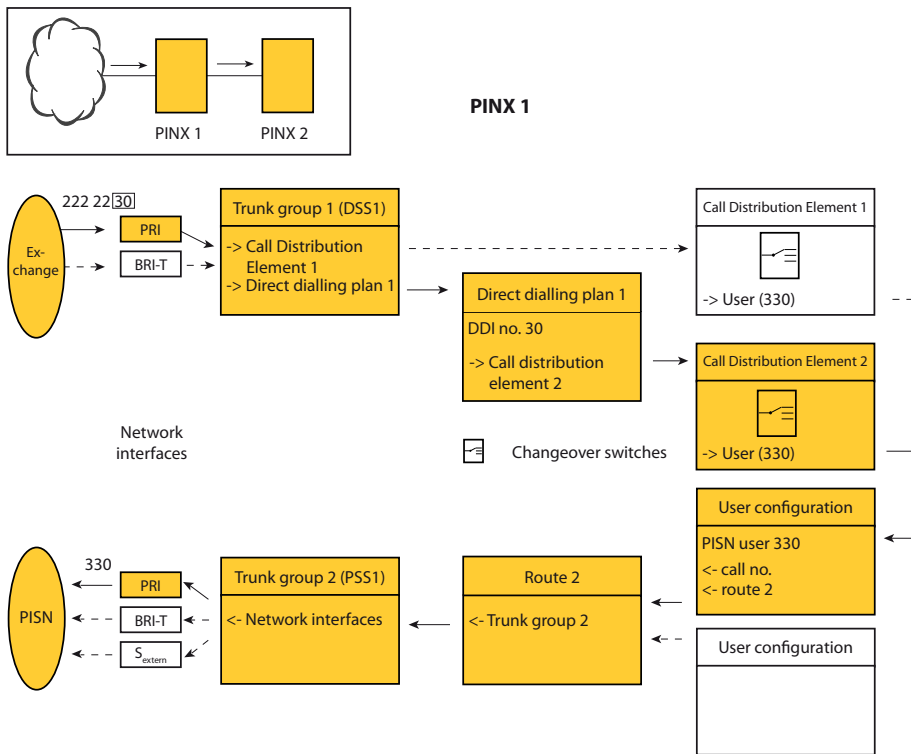 PINX 1
PINX 2
PINX 1
222 22 30
Ex-
change
PRI
BRI-T
Trunk group 1 (DSS1)
-> Call Distribution
Element 1
-> Direct dialling plan 1
Direct dialling plan 1
DDI no. 30
-> Call distribution
element 2
Call Distribution Element 1
-> User (330)
Call Distribution Element 2
-> User (330)
Network
interfaces
Changeover switches
User configuration
PISN user 330
<- call no.
<- route 2
User configuration
Route 2
<- Trunk group 2
Trunk group 2 (PSS1)
<- Network interfaces
330
PRI
BRI-T
Sextern
PISN